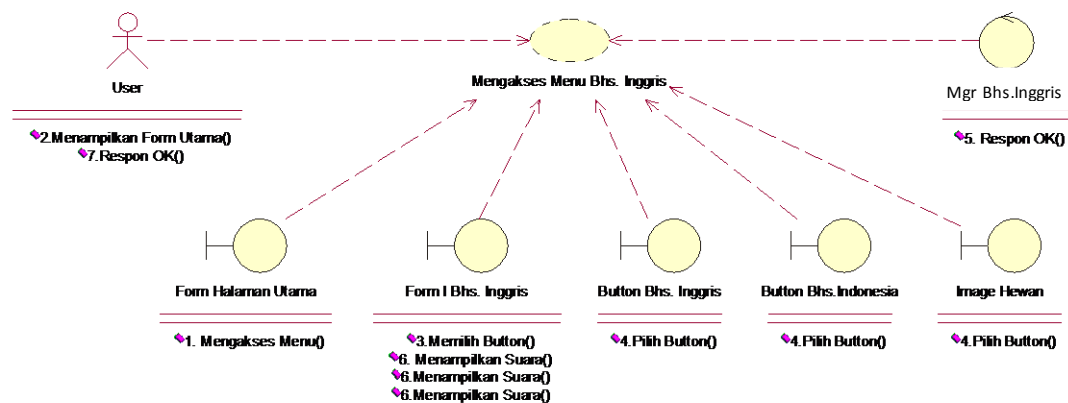 Mengakses Menu Bhs. Inggris
User
Mgr Bhs.Inggris
2.Menampilkan Form Utama()
7.Respon OK()
5. Respon OK()
Form Halaman Utama
Form I Bhs. Inggris
Button Bhs. Inggris
Button Bhs.Indonesia
Image Hewan
1. Mengakses Menu()
3.Memilih Button()
6. Menampilkan Suara()
6.Menampilkan Suara()
6.Menampilkan Suara()
4.Pilih Button()
4.Pilih Button()
4.Pilih Button()